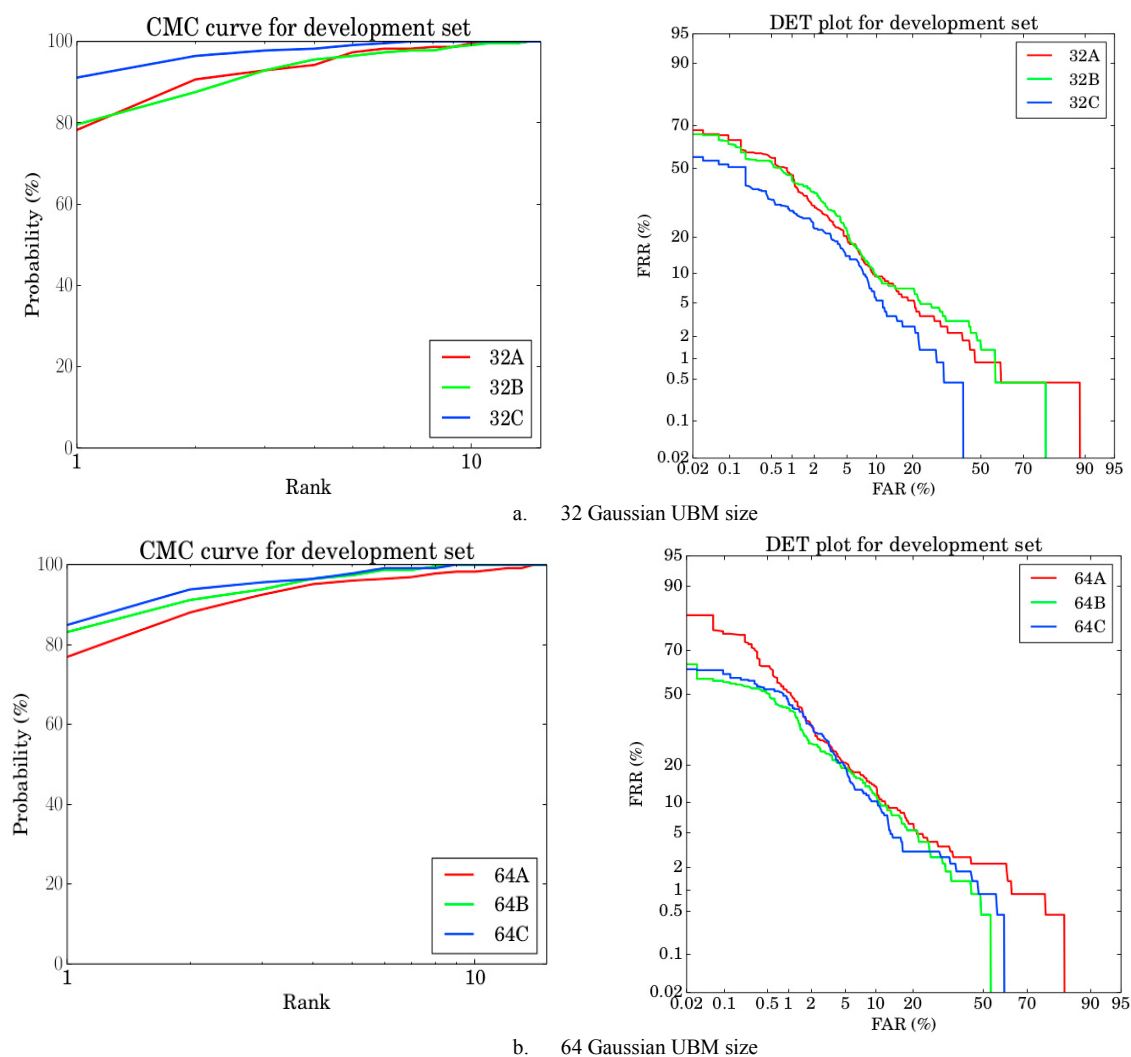 CMC curve for development set
100
80
60
40
20
0
Probability (%)
1
10
Rank
32A
32B
32C
DET plot for development set
95
90
70
50
20
10
5
2
1
0.5
0.1
0.02
FRR (%)
0.02 0.1 0.5 1 2 5 10 20 50 70 90 95
FAR (%)
32A
32B
32C
a. 32 Gaussian UBM size
CMC curve for development set
100
80
60
40
20
0
Probability (%)
1
10
Rank
64A
64B
64C
DET plot for development set
95
90
70
50
20
10
5
2
1
0.5
0.1
0.02
FRR (%)
0.02 0.1 0.5 1 2 5 10 20 50 70 90 95
FAR (%)
64A
64B
64C
b. 64 Gaussian UBM size